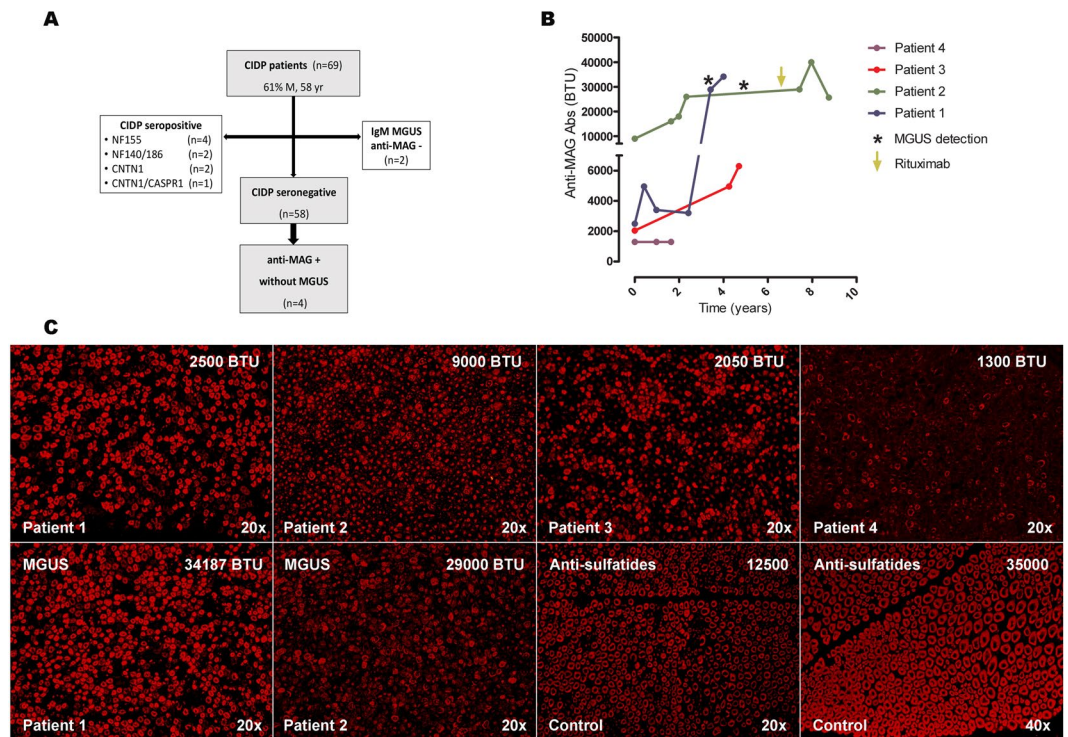 A
CIDP patients (n=69)
61% M, 58 yr
CIDP seropositive
• NF155 (n=4)
• NF140/186 (n=2)
• CNTN1 (n=2)
• CNTN1/CASPR1 (n=1)
IgM MGUS
anti-MAG -
(n=2)
CIDP seronegative
(n=58)
anti-MAG +
without MGUS
(n=4)
B
Anti-MAG Abs (BTU)
50000
40000
30000
20000
10000
6000
4000
2000
0
0 2 4 6 8 10
Time (years)
Patient 4
Patient 3
Patient 2
Patient 1
* MGUS detection
Rituximab
* *
C
2500 BTU
Patient 1 20x
9000 BTU
Patient 2 20x
2050 BTU
Patient 3 20x
1300 BTU
Patient 4 20x
MGUS 34187 BTU
Patient 1 20x
MGUS 29000 BTU
Patient 2 20x
Anti-sulfatides 12500
Control 20x
Anti-sulfatides 35000
Control 40x